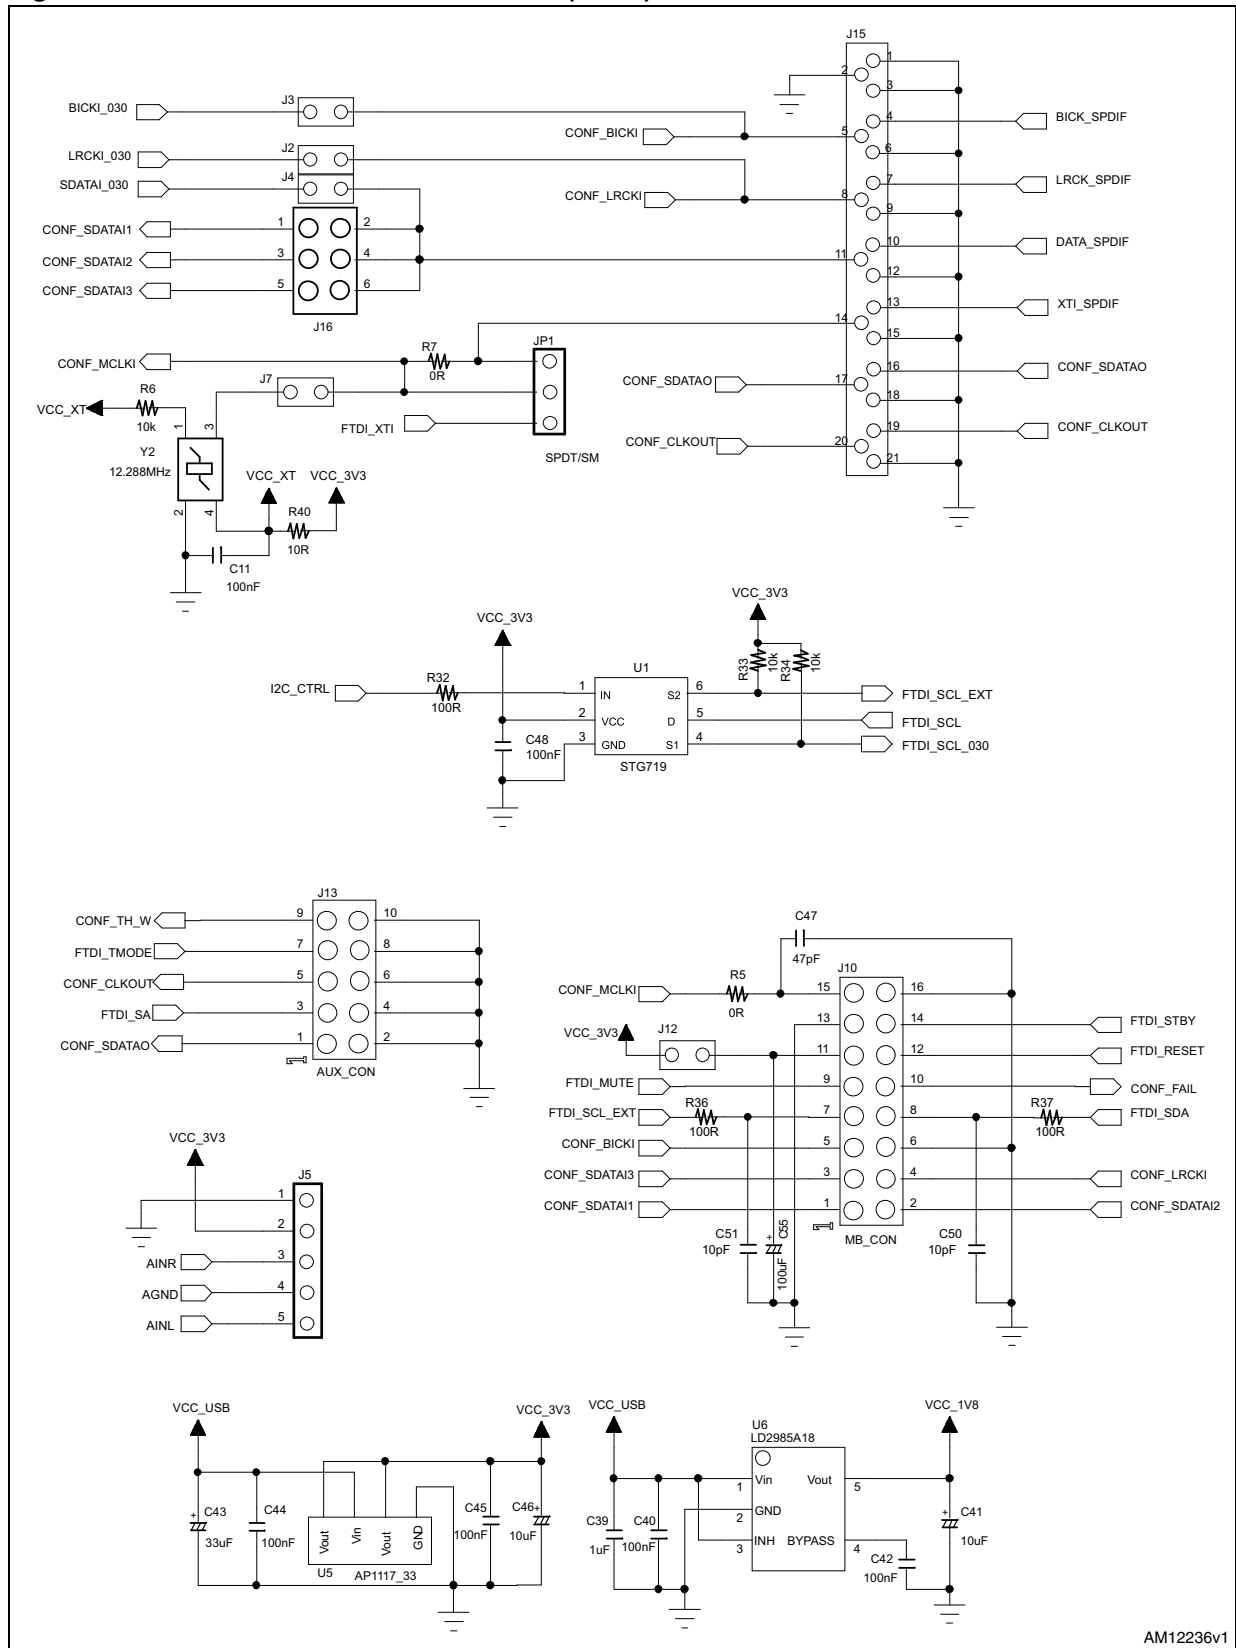 J15
1
2
3
BICKI_030
J3
4
BICK_SPDIF
CONF_BICKI
5
LRCKI_030
J2
6
SDATAI_030
J4
7
LRCK_SPDIF
CONF_LRCKI
8
9
CONF_SDATAI1
1
2
10
DATA_SPDIF
CONF_SDATAI2
3
4
11
12
CONF_SDATAI3
5
6
J16
13
XTI_SPDIF
14
15
CONF_MCLKI
R7
0R
JP1
16
CONF_SDATAO
CONF_SDATAO
17
18
J7
R6
VCC_XT
10k
1
3
FTDI_XTI
19
CONF_CLKOUT
CONF_CLKOUT
20
21
SPDT/SM
Y2
12.288MHz
VCC_XT
VCC_3V3
2
4
R40
10R
C11
100nF
VCC_3V3
VCC_3V3
R33
10k
R34
10k
U1
I2C_CTRL
R32
100R
1
IN
S2
6
FTDI_SCL_EXT
2
VCC
D
5
FTDI_SCL
3
GND
S1
4
FTDI_SCL_030
C48
100nF
STG719
J13
CONF_TH_W
9
10
FTDI_TMODE
7
8
CONF_CLKOUT
5
6
FTDI_SA
3
4
CONF_SDATAO
1
2
1
AUX_CON
C47
47pF
J10
CONF_MCLKI
R5
0R
15
16
VCC_3V3
J12
13
14
FTDI_STBY
11
12
FTDI_RESET
FTDI_MUTE
9
10
CONF_FAIL
FTDI_SCL_EXT
R36
100R
7
8
R37
100R
FTDI_SDA
CONF_BICKI
5
6
CONF_SDATAI3
3
4
CONF_LRCKI
CONF_SDATAI1
1
2
CONF_SDATAI2
1
MB_CON
C51
10pF
+
C55
100uF
C50
10pF
VCC_3V3
J5
1
2
AINR
3
AGND
4
AINL
5
VCC_USB
VCC_3V3
+
C43
33uF
C44
100nF
Vout
Vin
Vout
GND
U5
AP1117_33
C45
100nF
C46
+
10uF
VCC_USB
U6
LD2985A18
VCC_1V8
1
Vin
Vout
5
GND
2
INH
3
BYPASS
4
C39
1uF
C40
100nF
C42
100nF
+
C41
10uF
AM12236v1